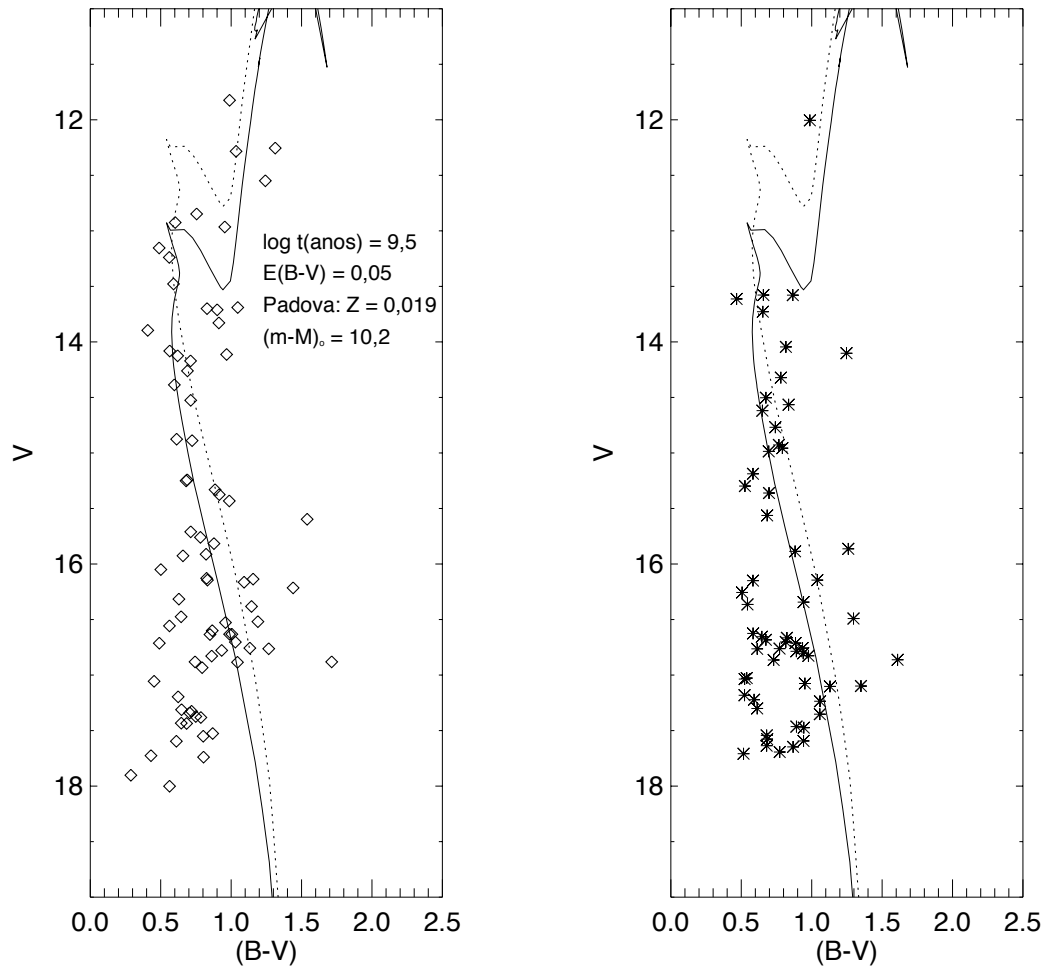 12
14
16
18
V
0.0 0.5 1.0 1.5 2.0 2.5
(B-V)
log t(anos) = 9,5
E(B-V) = 0,05
Padova: Z = 0,019
(m-M)₀ = 10,2
12
14
16
18
V
0.0 0.5 1.0 1.5 2.0 2.5
(B-V)